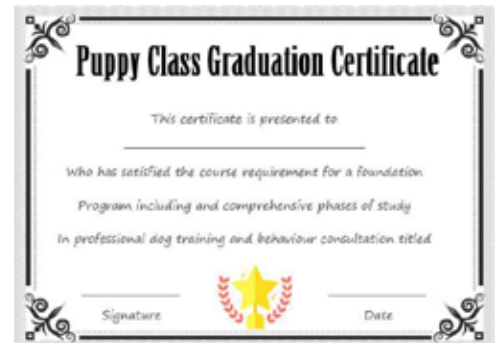 Puppy Class Graduation Certificate
This certificate is presented to
Who has satisfied the course requirement for a foundation
Program including and comprehensive phases of study
In professional dog training and behaviour consultation titled
Signature
Date